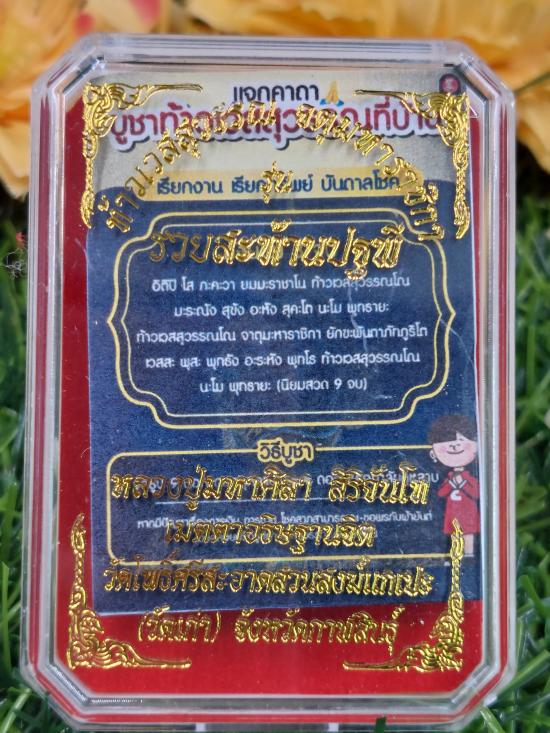 แจกคาถา
บูชาท้าวเวสสุวรรณที่บ้าน
ท้าวเวสสุวรรณ จตุมหาราชิกา
เรียกงาน เรียกทรัพย์ บันดาลโชค
รุ่น
รวยสะท้านปฐพี
อิติปิ โส ภะคะวา ยมมะราชาโน ท้าวเวสสุวรรณโณ
มะระณัง สุขัง อะหัง สุคะโต นะโม พุทธายะ
ท้าวเวสสุวรรณโณ จาตุมะหาราชิกา ยักขะพันตาภัทภูริโต
เวสสะ พุสะ พุทธัง อะระหัง พุทโธ ท้าวเวสสุวรรณโณ
นะโม พุทธายะ (นิยมสวด 9 จบ)
วิธีบูชา
หลวงปู่มหาศิลา สิริจันโท
เมตตาอธิษฐานจิต
วัดโพธิ์ศรีสะอาดสวนสงฆ์แก่เปะ
(วัดเก่า) จังหวัดกาฬสินธุ์